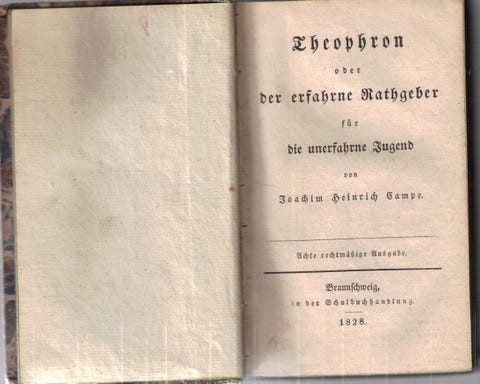 Theophron
oder
der erfahrne Rathgeber
für
die unerfahrne Jugend
von
Joachim Heinrich Campe.
Achte rechtmäßige Ausgabe.
Braunschweig,
in der Schulbuchhandlung
1828.